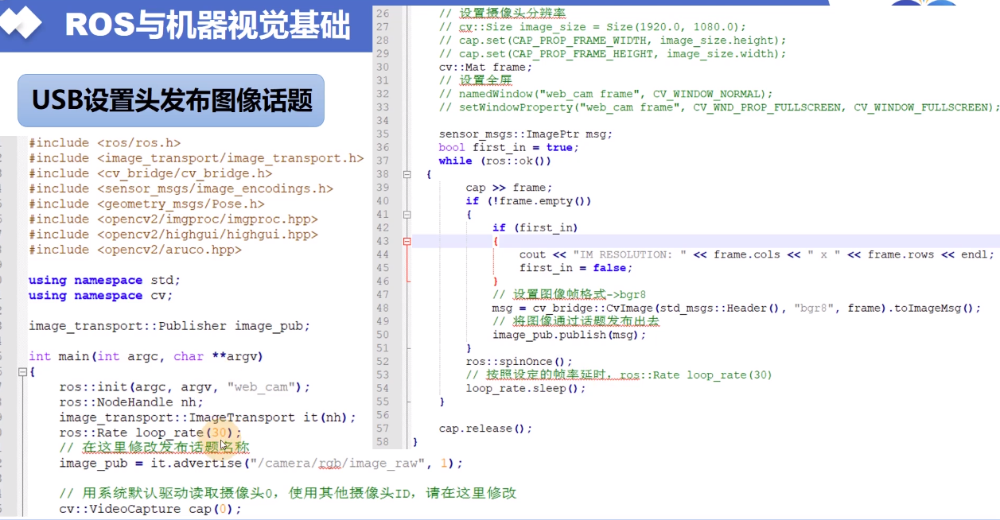 ROS与机器视觉基础
USB设置头发布图像话题
#include <ros/ros.h>
#include <image_transport/image_transport.h>
#include <cv_bridge/cv_bridge.h>
#include <sensor_msgs/image_encodings.h>
#include <geometry_msgs/Pose.h>
#include <opencv2/imgproc/imgproc.hpp>
#include <opencv2/highgui/highgui.hpp>
#include <opencv2/aruco.hpp>
using namespace std;
using namespace cv;
image_transport::Publisher image_pub;
int main(int argc, char **argv)
{
ros::init(argc, argv, "web_cam");
ros::NodeHandle nh;
image_transport::ImageTransport it(nh);
ros::Rate loop_rate(30);
// 在这里修改发布话题名称
image_pub = it.advertise("/camera/rgb/image_raw", 1);
// 用系统默认驱动读取摄像头0，使用其他摄像头ID，请在这里修改
cv::VideoCapture cap(0);
26 // 设置摄像头分辨率
27 // cv::Size image_size = Size(1920.0, 1080.0);
28 // cap.set(CAP_PROP_FRAME_WIDTH, image_size.height);
29 // cap.set(CAP_PROP_FRAME_HEIGHT, image_size.width);
30 cv::Mat frame;
31 // 设置全屏
32 // namedWindow("web_cam frame", CV_WINDOW_NORMAL);
33 // setWindowProperty("web_cam frame", CV_WND_PROP_FULLSCREEN, CV_WINDOW_FULLSCREEN);
34
35 sensor_msgs::ImagePtr msg;
36 bool first_in = true;
37 while (ros::ok())
38 {
39 cap >> frame;
40 if (!frame.empty())
41 {
42 if (first_in)
43 {
44 cout << "IM RESOLUTION: " << frame.cols << " x " << frame.rows << endl;
45 first_in = false;
46 }
47 // 设置图像帧格式->bgr8
48 msg = cv_bridge::CvImage(std_msgs::Header(), "bgr8", frame).toImageMsg();
49 // 将图像通过话题发布出去
50 image_pub.publish(msg);
51 }
52 ros::spinOnce();
53 // 按照设定的帧率延时，ros::Rate loop_rate(30)
54 loop_rate.sleep();
55 }
56
57 cap.release();
58 }